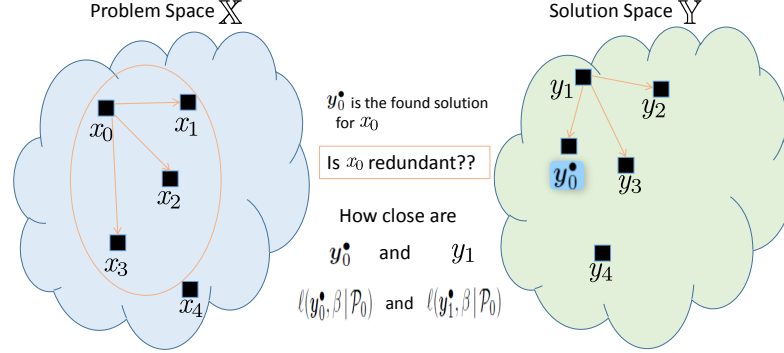 Problem Space 𝕏
Solution Space 𝕐
x₀
x₁
x₂
x₃
x₄
y₀• is the found solution
for x₀
Is x₀ redundant??
How close are
y₀• and y₁
ℓ(y₀•, β | 𝒫₀) and ℓ(y₁•, β | 𝒫₀)
y₁
y₂
y₀•
y₃
y₄